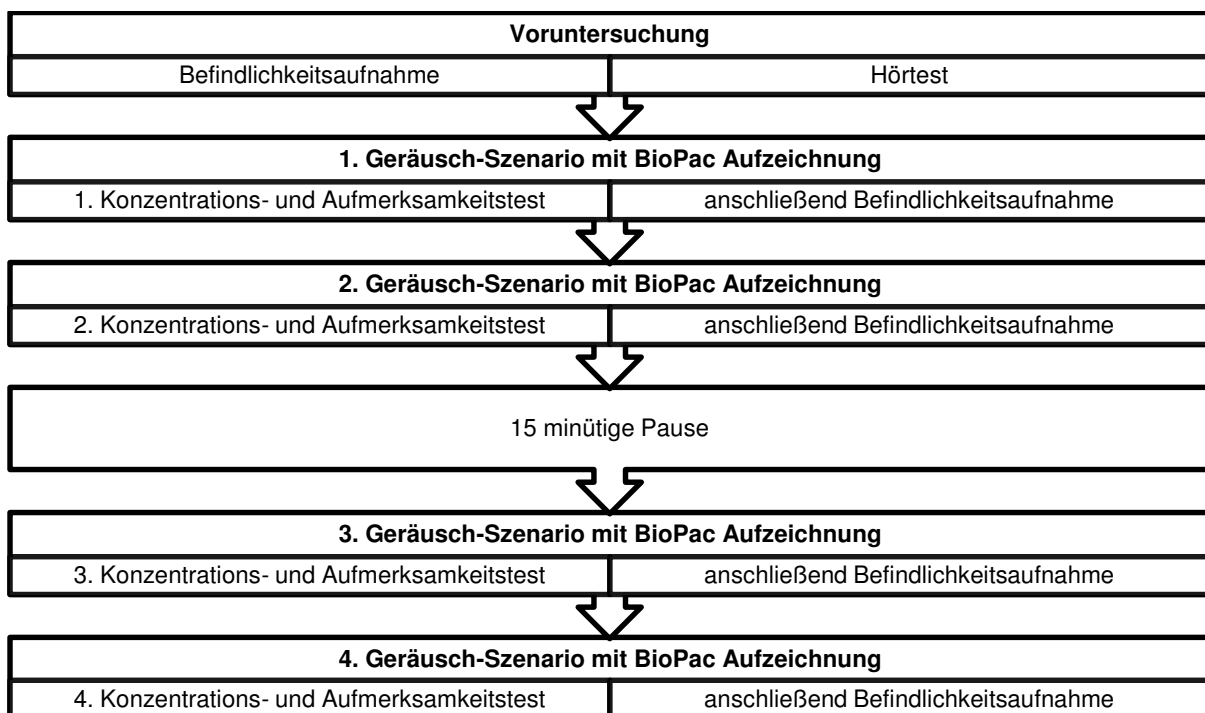 Voruntersuchung
Befindlichkeitsaufnahme
Hörtest
1. Geräusch-Szenario mit BioPac Aufzeichnung
1. Konzentrations- und Aufmerksamkeitstest
anschließend Befindlichkeitsaufnahme
2. Geräusch-Szenario mit BioPac Aufzeichnung
2. Konzentrations- und Aufmerksamkeitstest
anschließend Befindlichkeitsaufnahme
15 minütige Pause
3. Geräusch-Szenario mit BioPac Aufzeichnung
3. Konzentrations- und Aufmerksamkeitstest
anschließend Befindlichkeitsaufnahme
4. Geräusch-Szenario mit BioPac Aufzeichnung
4. Konzentrations- und Aufmerksamkeitstest
anschließend Befindlichkeitsaufnahme